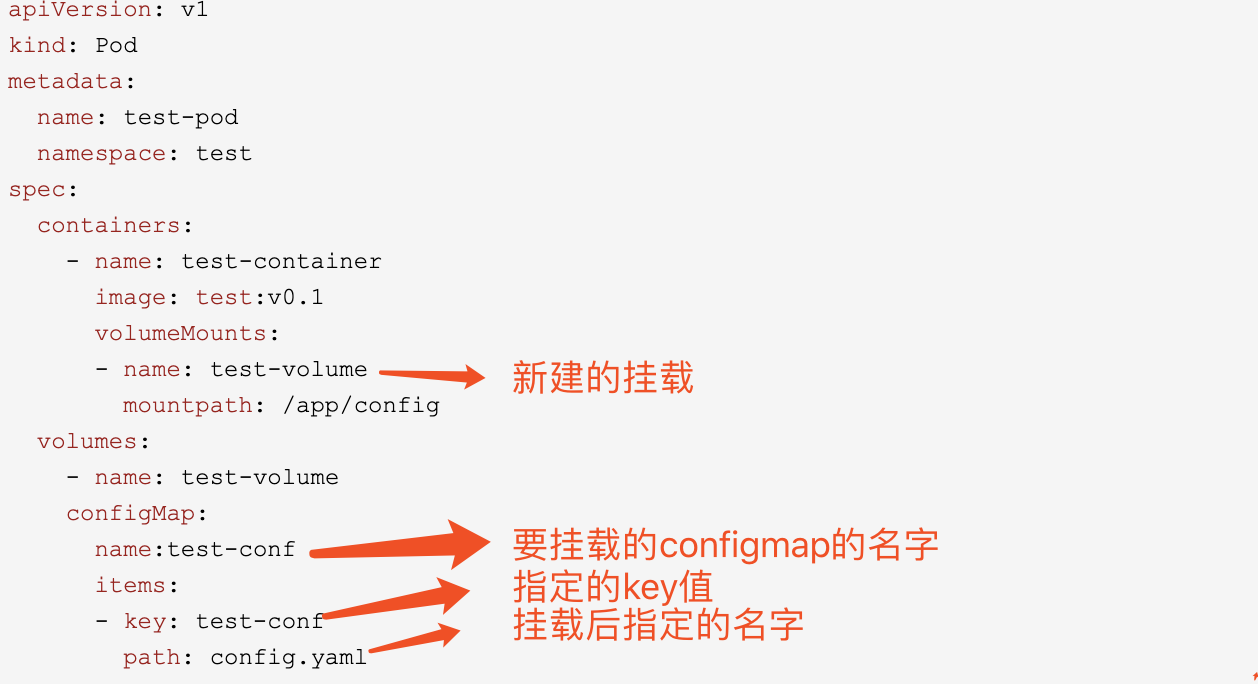 apiVersion: v1
kind: Pod
metadata:
  name: test-pod
  namespace: test
spec:
  containers:
    - name: test-container
      image: test:v0.1
      volumeMounts:
      - name: test-volume 新建的挂载
        mountpath: /app/config
  volumes:
    - name: test-volume
    configMap:
      name:test-conf 要挂载的configmap的名字
      items: 指定的key值
      - key: test-conf 挂载后指定的名字
        path: config.yaml